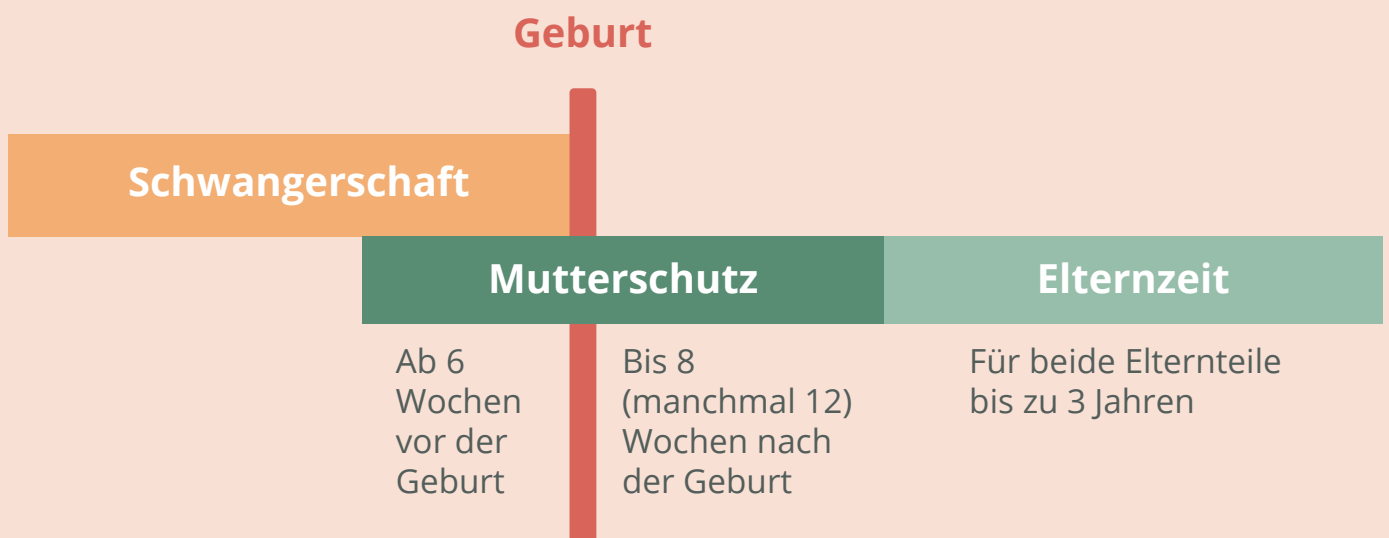 Geburt
Schwangerschaft
Mutterschutz
Elternzeit
Ab 6
Wochen
vor der
Geburt
Bis 8
(manchmal 12)
Wochen nach
der Geburt
Für beide Elternteile
bis zu 3 Jahren